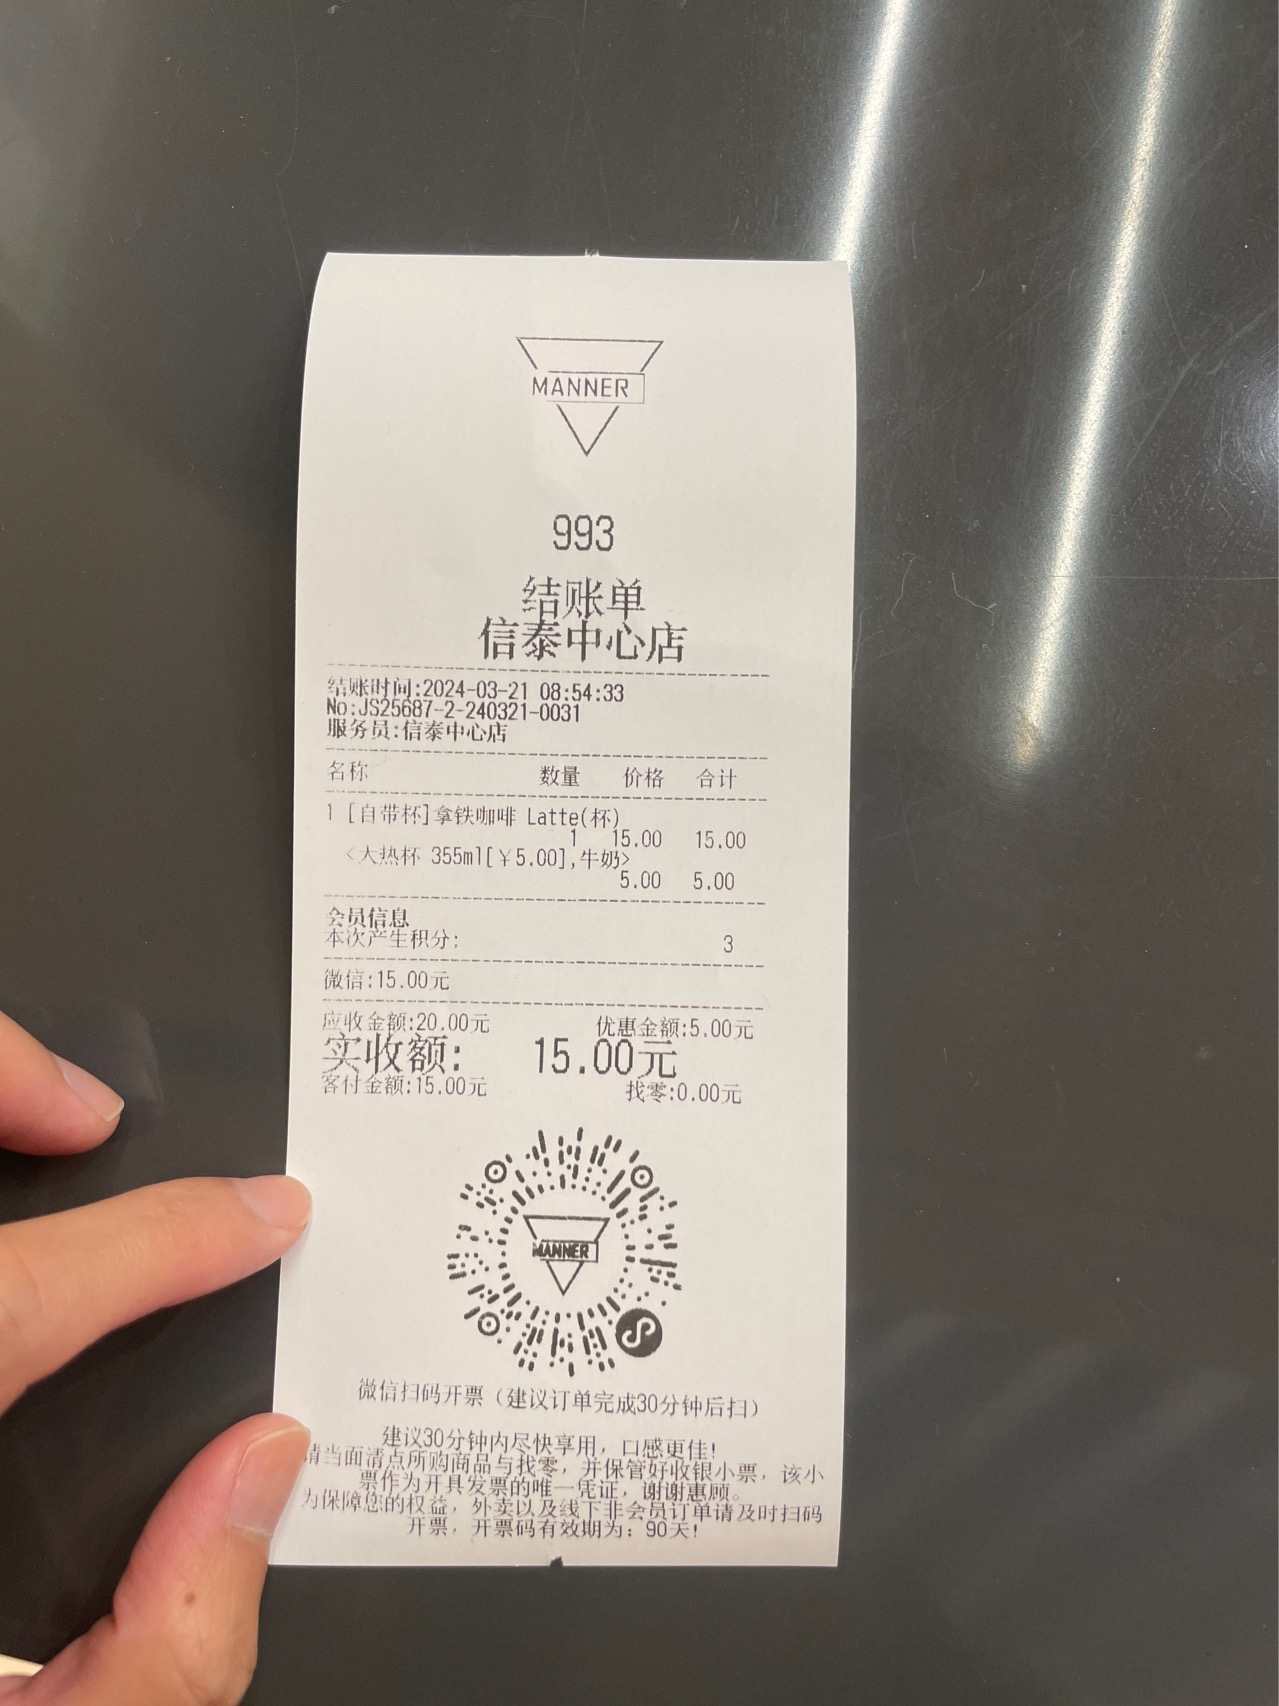 MANNER
993
结账单
信泰中心店
结账时间:2024-03-21 08:54:33
No:JS25687-2-240321-0031
服务员:信泰中心店
名称 数量 价格 合计
1 [自带杯]拿铁咖啡 Latte(杯)
1 15.00 15.00
<大热杯 355ml[￥5.00],牛奶>
5.00 5.00
会员信息
本次产生积分: 3
微信:15.00元
应收金额:20.00元 优惠金额:5.00元
实收额: 15.00元
客付金额:15.00元 找零:0.00元
MANNER
微信扫码开票（建议订单完成30分钟后扫）
建议30分钟内尽快享用，口感更佳!
请当面清点所购商品与找零，并保管好收银小票，该小
票作为开具发票的唯一凭证，谢谢惠顾。
为保障您的权益，外卖以及线下非会员订单请及时扫码
开票，开票码有效期为：90天!